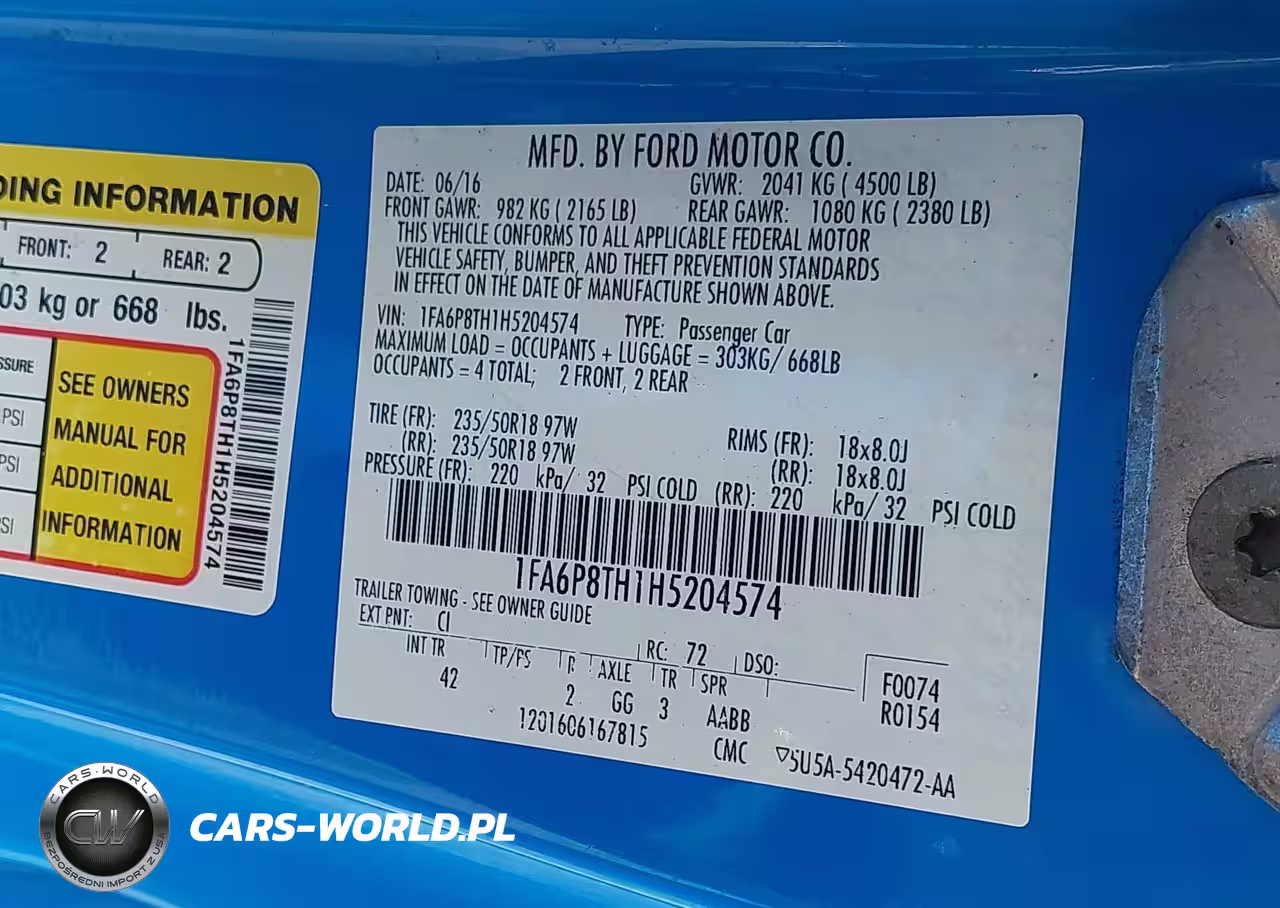 DING INFORMATION
FRONT: 2 REAR: 2
03 kg or 668 lbs.
SSURE
PSI
PSI
SI
SEE OWNERS
MANUAL FOR
ADDITIONAL
INFORMATION
1FA6P8TH1H5204574
MFD. BY FORD MOTOR CO.
DATE: 06/16 GVWR: 2041 KG ( 4500 LB)
FRONT GAWR: 982 KG ( 2165 LB) REAR GAWR: 1080 KG ( 2380 LB)
THIS VEHICLE CONFORMS TO ALL APPLICABLE FEDERAL MOTOR
VEHICLE SAFETY, BUMPER, AND THEFT PREVENTION STANDARDS
IN EFFECT ON THE DATE OF MANUFACTURE SHOWN ABOVE.
VIN: 1FA6P8TH1H5204574 TYPE: Passenger Car
MAXIMUM LOAD = OCCUPANTS + LUGGAGE = 303KG/ 668LB
OCCUPANTS = 4 TOTAL; 2 FRONT, 2 REAR
TIRE (FR): 235/50R18 97W RIMS (FR): 18x8.0J
(RR): 235/50R18 97W (RR): 18x8.0J
PRESSURE (FR): 220 kPa/ 32 PSI COLD (RR): 220 kPa/ 32 PSI COLD
1FA6P8TH1H5204574
TRAILER TOWING - SEE OWNER GUIDE
EXT PNT: CI RC: 72 DSO:
INT TR TP/PS R AXLE TR SPR F0074
42 2 GG 3 AABB R0154
1201606167815 CMC 5U5A-5420472-AA
CARS-WORLD
CW
BEZPOŚREDNI IMPORT Z USA
CARS-WORLD.PL